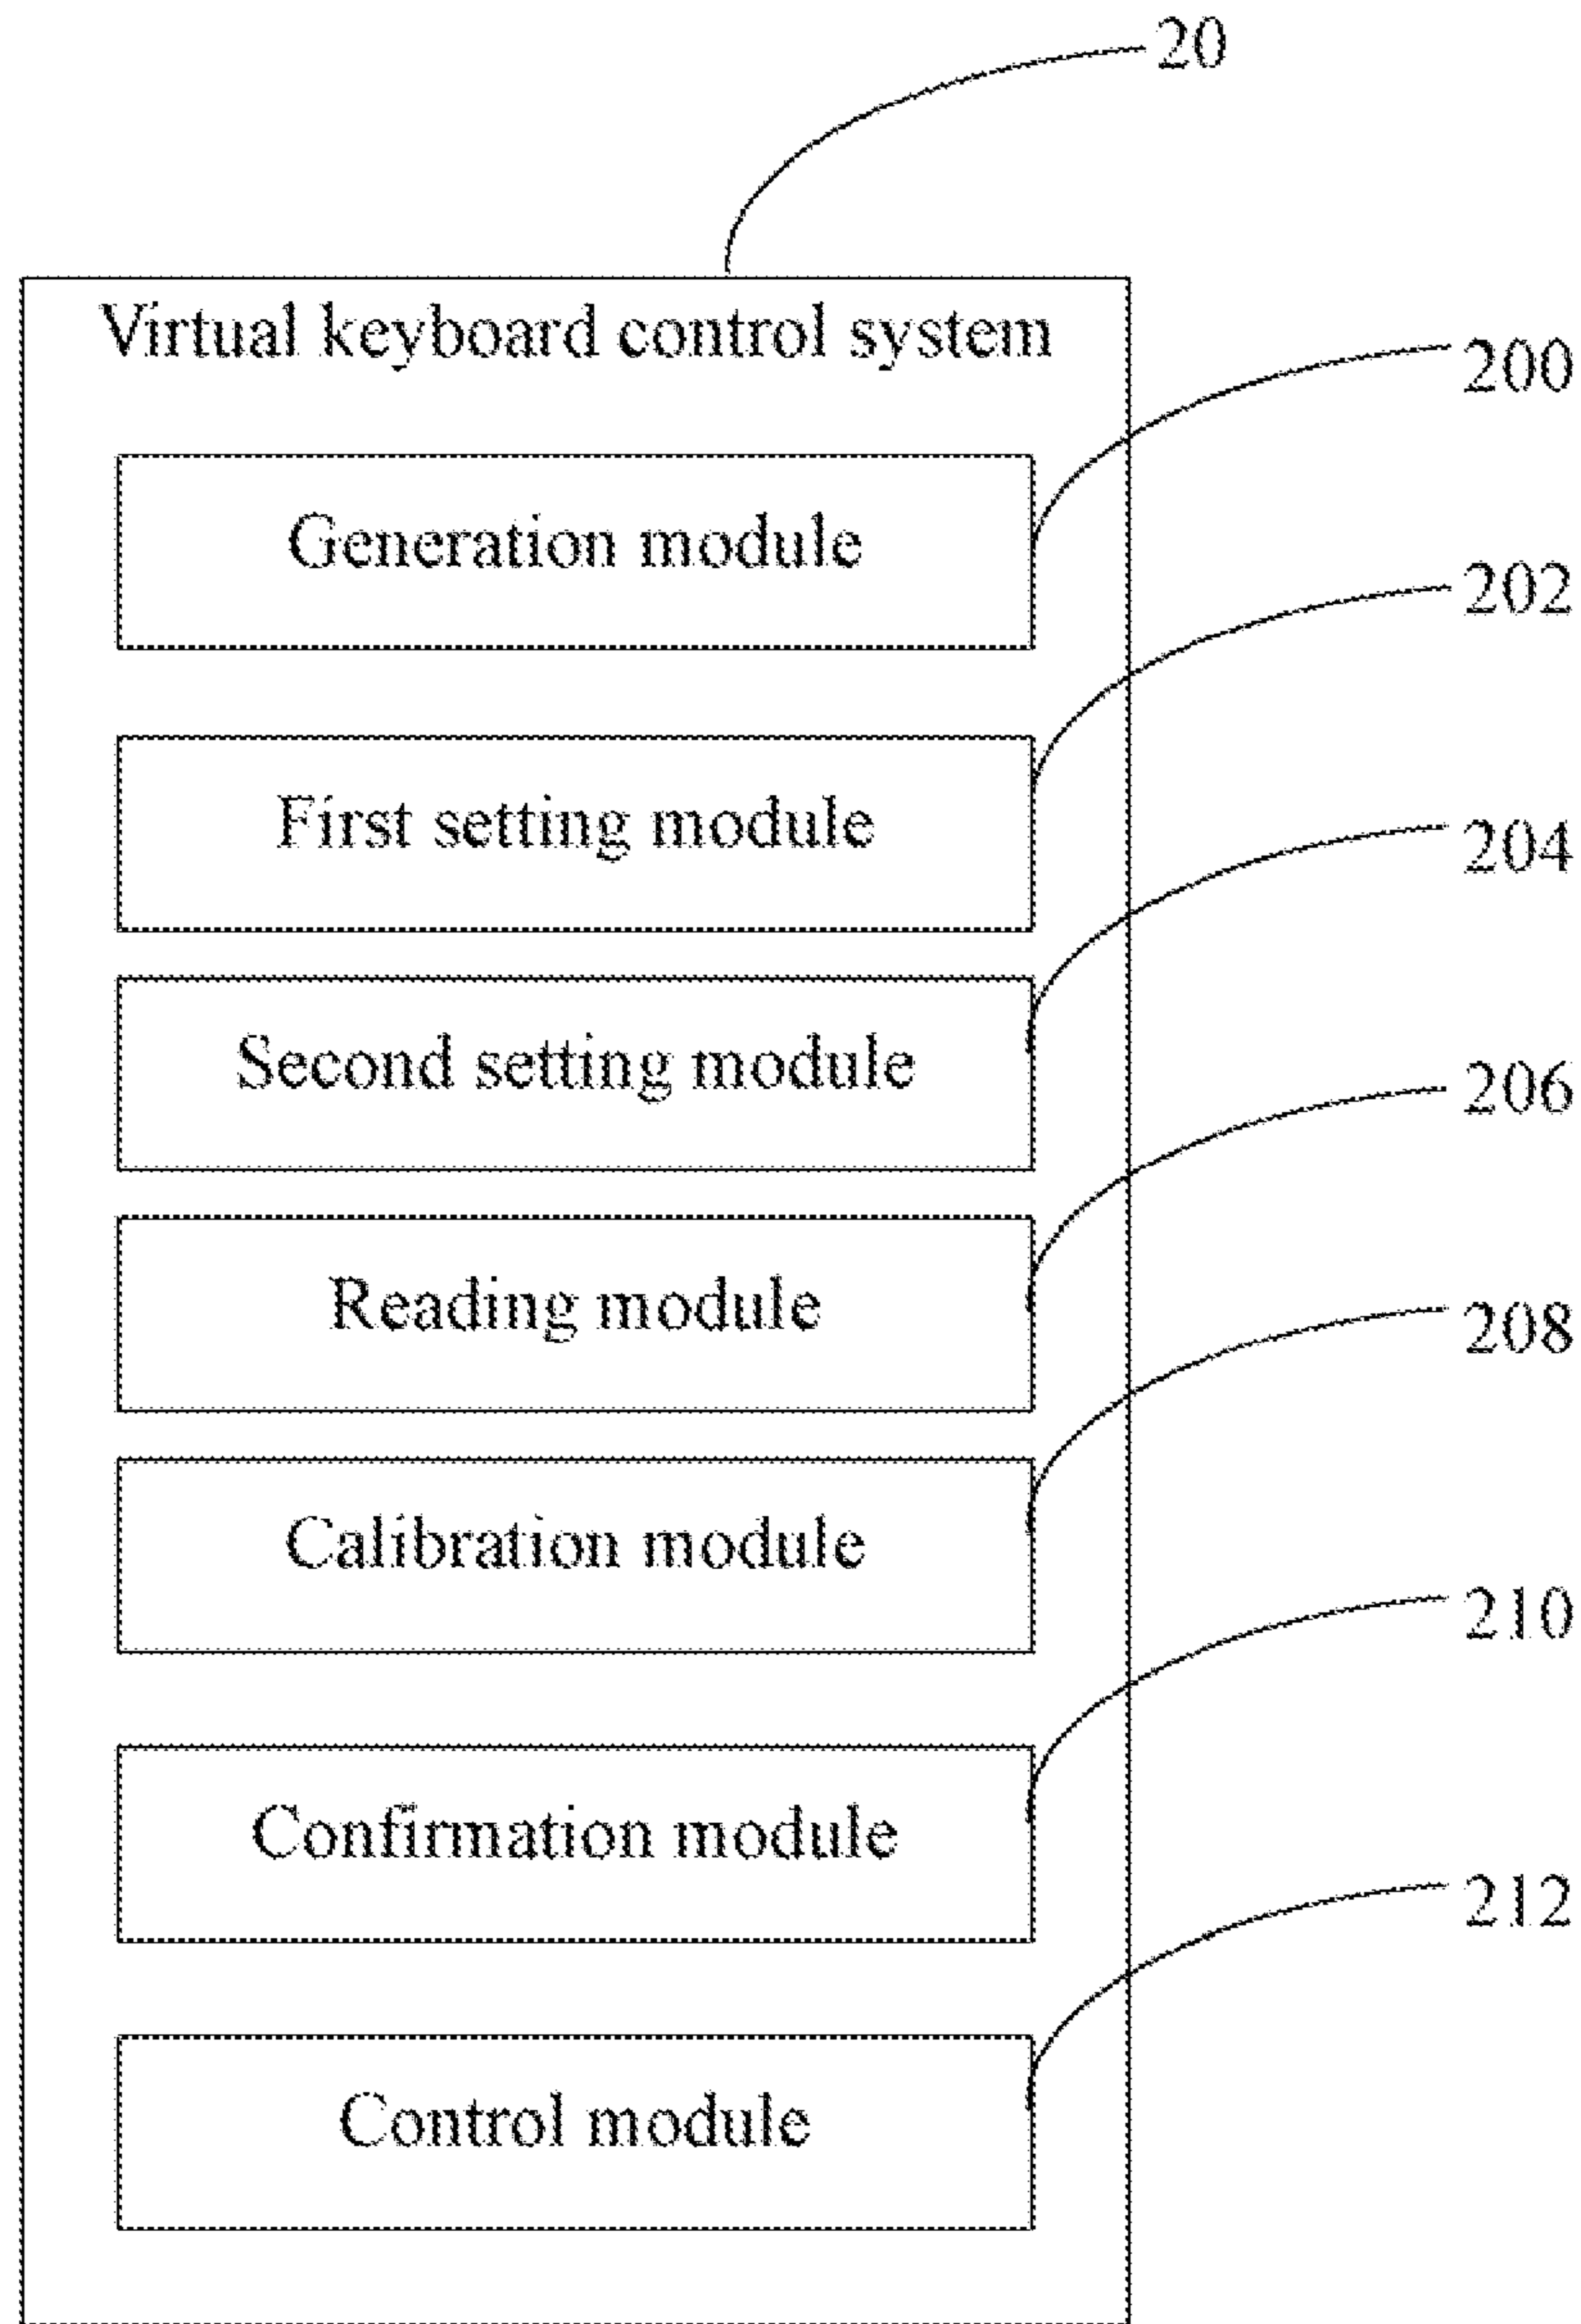 20
Virtual keyboard control system
200
Generation module
202
First setting module
204
Second setting module
206
Reading module
208
Calibration module
210
Confirmation module
212
Control module